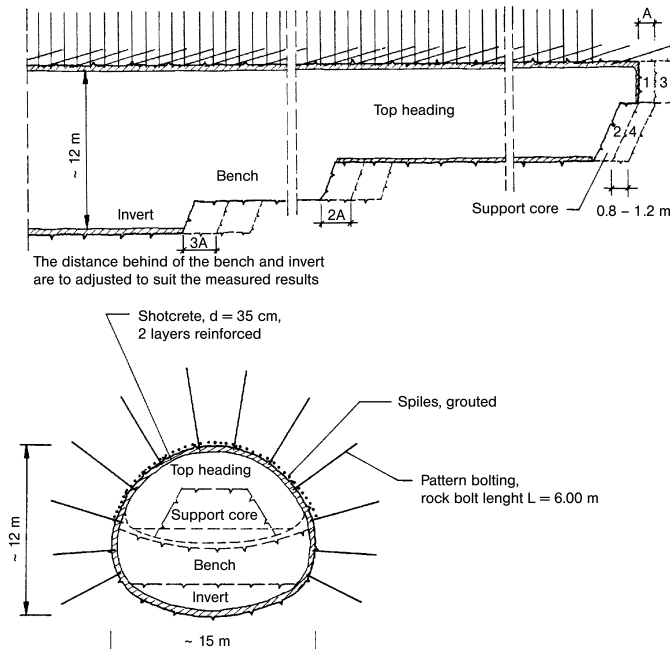 A
1 3
~ 12 m
Top heading
2 4
Bench
Invert
Support core
0.8 – 1.2 m
2A
3A
The distance behind of the bench and invert
are to adjusted to suit the measured results
Shotcrete, d = 35 cm,
2 layers reinforced
Spiles, grouted
Top heading
Pattern bolting,
rock bolt lenght L = 6.00 m
Support core
~ 12 m
Bench
Invert
~ 15 m